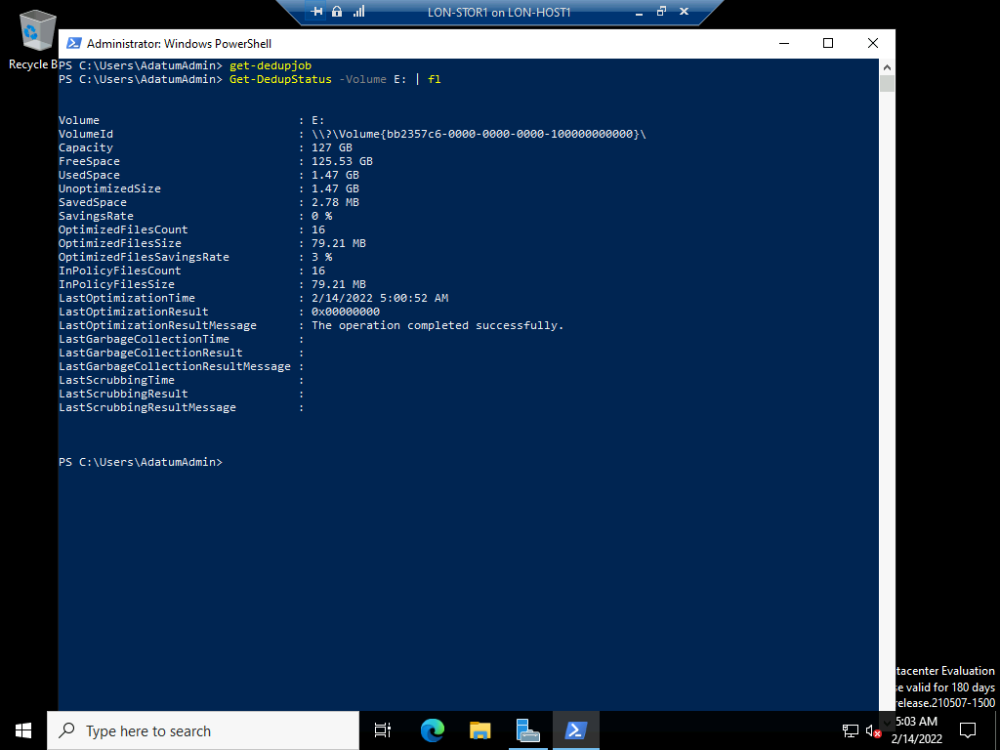 LON-STOR1 on LON-HOST1
Recycle B
Administrator: Windows PowerShell
PS C:\Users\AdatumAdmin> get-dedupjob
PS C:\Users\AdatumAdmin> Get-DedupStatus -Volume E: | fl
Volume : E:
VolumeId : \\?\Volume{bb2357c6-0000-0000-0000-100000000000}\
Capacity : 127 GB
FreeSpace : 125.53 GB
UsedSpace : 1.47 GB
UnoptimizedSize : 1.47 GB
SavedSpace : 2.78 MB
SavingsRate : 0 %
OptimizedFilesCount : 16
OptimizedFilesSize : 79.21 MB
OptimizedFilesSavingsRate : 3 %
InPolicyFilesCount : 16
InPolicyFilesSize : 79.21 MB
LastOptimizationTime : 2/14/2022 5:00:52 AM
LastOptimizationResult : 0x00000000
LastOptimizationResultMessage : The operation completed successfully.
LastGarbageCollectionTime :
LastGarbageCollectionResult :
LastGarbageCollectionResultMessage :
LastScrubbingTime :
LastScrubbingResult :
LastScrubbingResultMessage :
PS C:\Users\AdatumAdmin>
tacenter Evaluation
se valid for 180 days
release.210507-1500
Type here to search
5:03 AM
2/14/2022